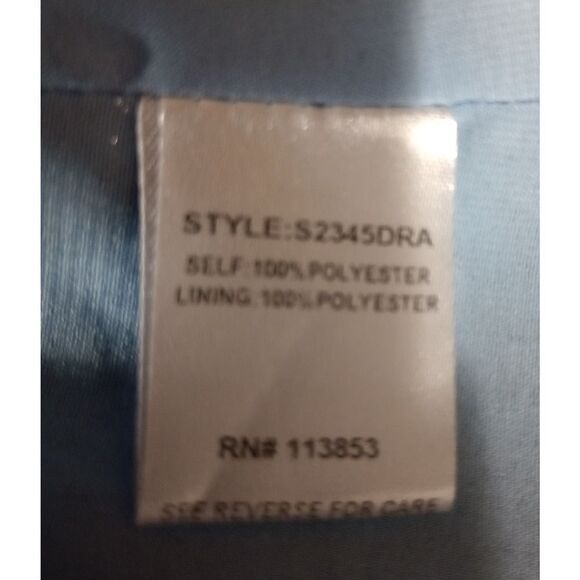 STYLE:S2345DRA
SELF:100%POLYESTER
LINING:100%POLYESTER
RN# 113853
SEE REVERSE FOR CARE